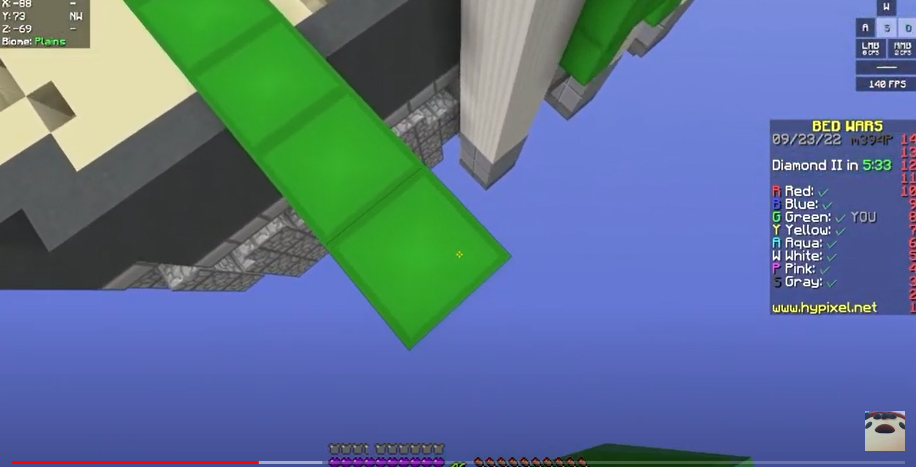 X:-88 -
Y:73 NW
Z:-69 -
Biome: Plains
W
A S D
LMB RMB
0 CPS 2 CPS
140 FPS
BED WARS
09/23/22 m394P 14
13
Diamond II in 5:33 12
11
R Red: ✓ 10
B Blue: ✓ 9
G Green: ✓ YOU 8
Y Yellow: ✓ 7
A Aqua: ✓ 6
W White: ✓ 5
P Pink: ✓ 4
S Gray: ✓ 3
2
www.hypixel.net 1